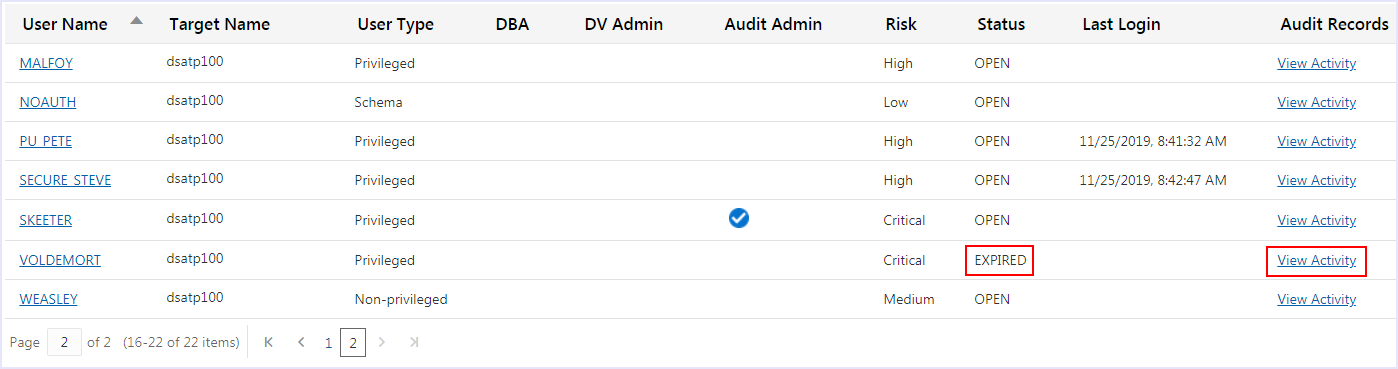 User Name Target Name User Type DBA DV Admin Audit Admin Risk Status Last Login Audit Records
MALFOY dsatp100 Privileged High OPEN View Activity
NOAUTH dsatp100 Schema Low OPEN View Activity
PU_PETE dsatp100 Privileged High OPEN 11/25/2019, 8:41:32 AM View Activity
SECURE_STEVE dsatp100 Privileged High OPEN 11/25/2019, 8:42:47 AM View Activity
SKEETER dsatp100 Privileged Critical OPEN View Activity
VOLDEMORT dsatp100 Privileged Critical EXPIRED View Activity
WEASLEY dsatp100 Non-privileged Medium OPEN View Activity
Page 2 of 2 (16-22 of 22 items) 1 2